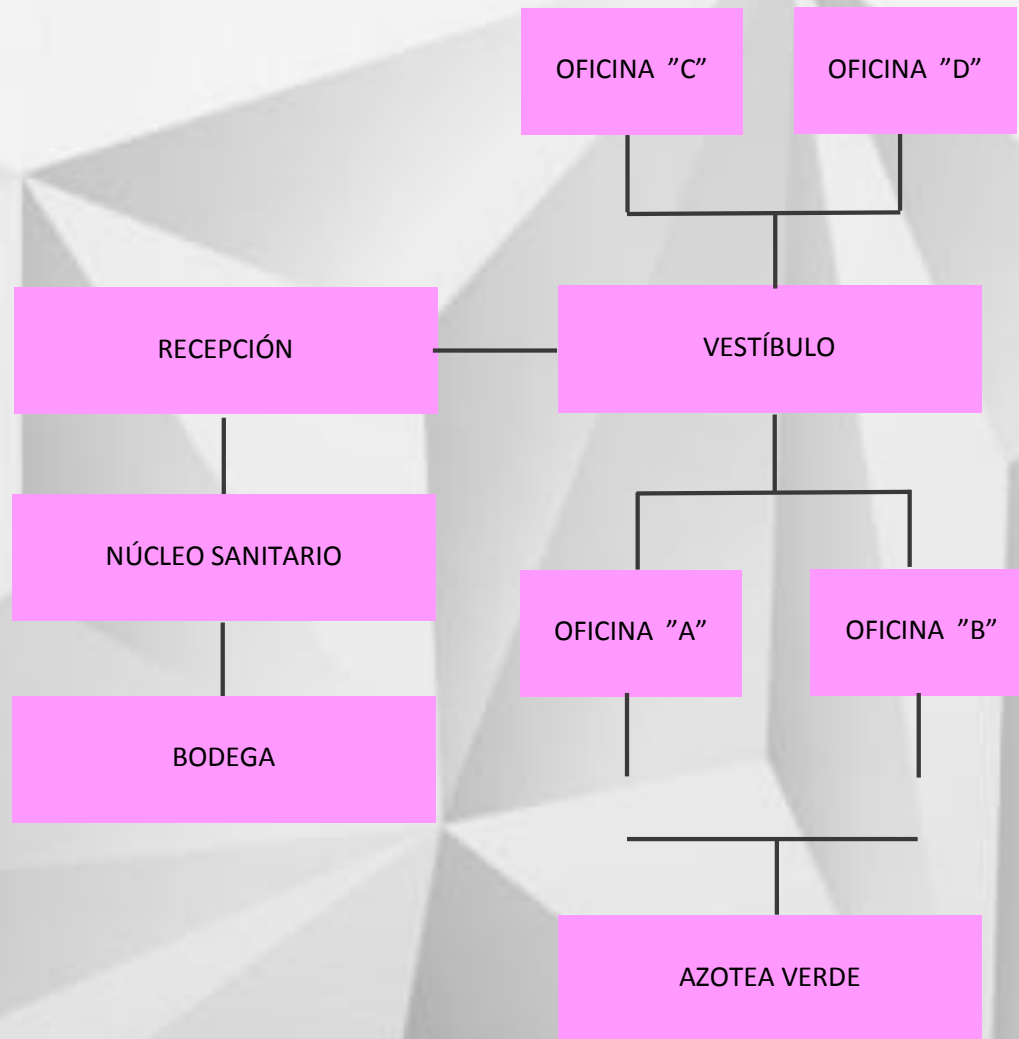 OFICINA ”C”
OFICINA ”D”
RECEPCIÓN
VESTÍBULO
NÚCLEO SANITARIO
OFICINA ”A”
OFICINA ”B”
BODEGA
AZOTEA VERDE